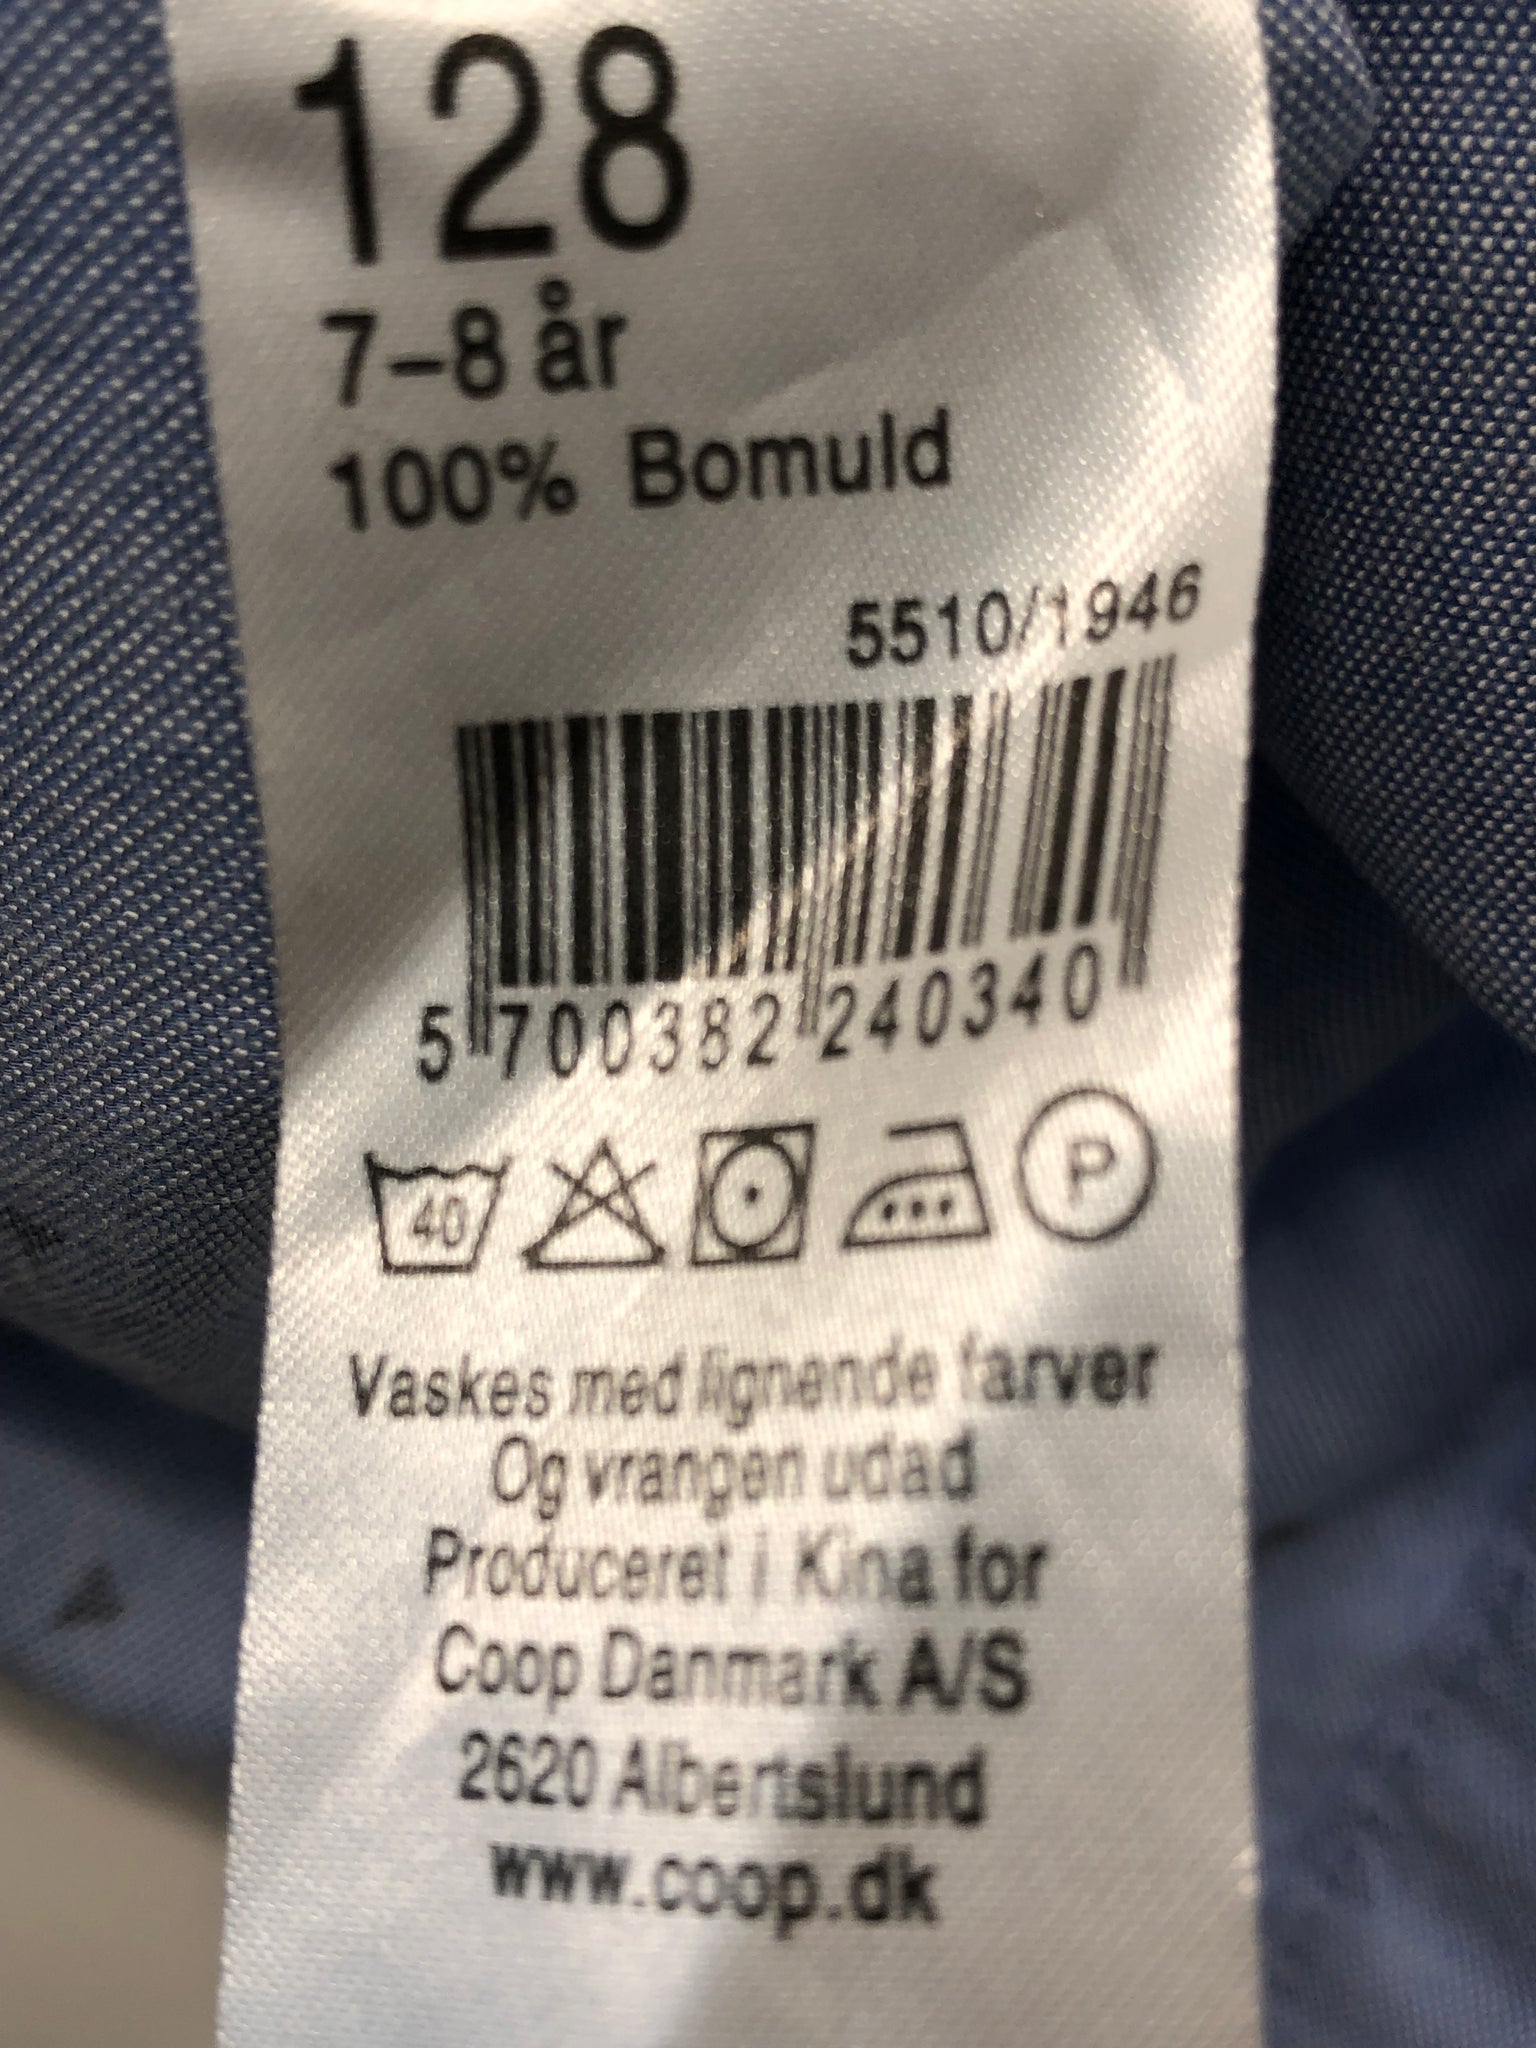 128
7-8 år
100% Bomuld
5510/1946
5 700382 240340
40
P
Vaskes med lignende farver
Og vrangen udad
Produceret i Kina for
Coop Danmark A/S
2620 Albertslund
www.coop.dk